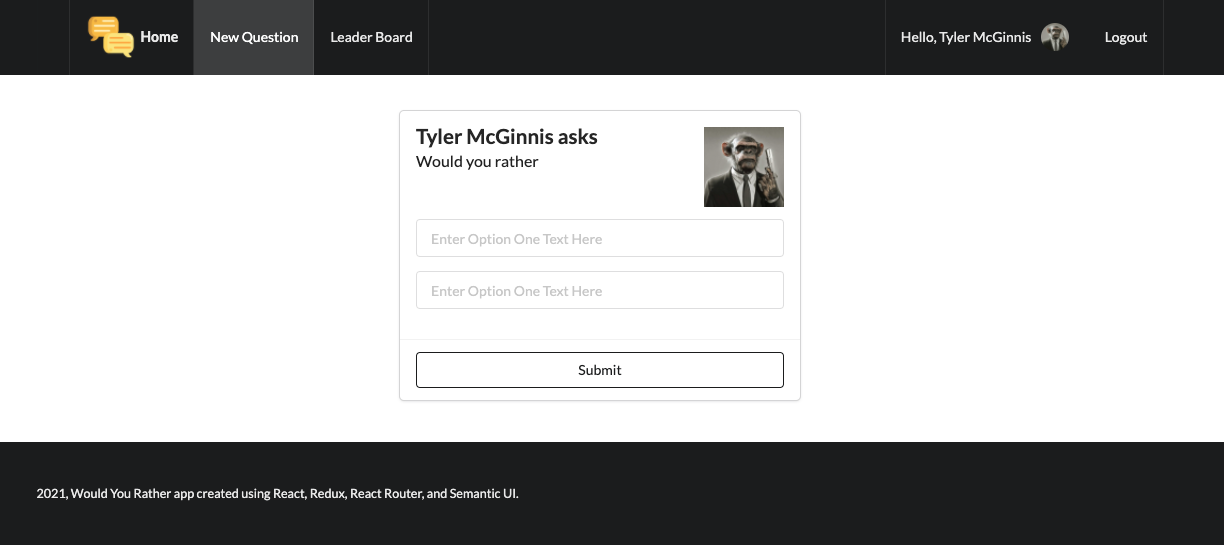 Home
New Question
Leader Board
Hello, Tyler McGinnis
Logout
Tyler McGinnis asks
Would you rather
Enter Option One Text Here
Enter Option One Text Here
Submit
2021, Would You Rather app created using React, Redux, React Router, and Semantic UI.